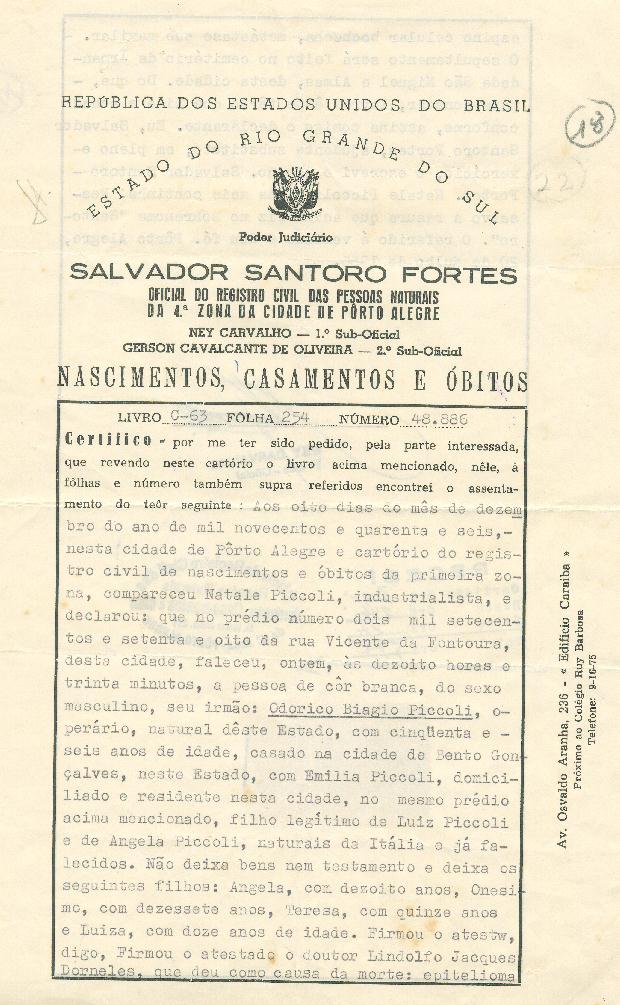 REPÚBLICA DOS ESTADOS UNIDOS DO BRASIL
18
ESTADO DO RIO GRANDE DO SUL
22
Poder Judiciário
SALVADOR SANTORO FORTES
OFICIAL DO REGISTRO CIVIL DAS PESSOAS NATURAIS
DA 4.ª ZONA DA CIDADE DE PÔRTO ALEGRE
NEY CARVALHO — 1.º Sub-Oficial
GERSON CAVALCANTE DE OLIVEIRA — 2.º Sub-Oficial
NASCIMENTOS, CASAMENTOS E ÓBITOS
LIVRO C-63 FÔLHA 254 NÚMERO 48.886
Certifico - por me ter sido pedido, pela parte interessada,
que revendo neste cartório o livro acima mencionado, nêle, á
fôlhas e número também supra referidos encontrei o assenta-
mento do teôr seguinte : Aos oito dias do mês de dezem
bro do ano de mil novecentos e quarenta e seis,-
nesta cidade de Pôrto Alegre e cartório do regis-
tro civil de nascimentos e óbitos da primeira zo-
na, compareceu Natale Piccoli, industrialista, e
declarou: que no prédio número dois mil setecen-
tos e setenta e oito da rua Vicente da Fontoura,
desta cidade, faleceu, ontem, às dezoito horas e
trinta minutos, a pessoa de côr branca, do sexo
masculino, seu irmão: Odorico Biagio Piccoli, o-
perário, natural dêste Estado, com cinqüenta e -
seis anos de idade, casado na cidade de Bento Gon-
çalves, neste Estado, com Emilia Piccoli, domici-
liado e residente nesta cidade, no mesmo prédio
acima mencionado, filho legítimo de Luiz Piccoli
e de Angela Piccoli, naturais da Itália e já fa-
lecidos. Não deixa bens nem testamento e deixa os
seguintes filhos: Angela, com dezoito anos, Onesi
mo, com dezessete anos, Teresa, com quinze anos
e Luiza, com doze anos de idade. Firmou o atestw,
digo, Firmou o atestado o doutor Lindolfo Jacques
Dorneles, que deu como causa da morte: epitelioma
Av. Osvaldo Aranha, 236 - « Edifício Caraiba »
Próximo ao Colégio Ruy Barbosa
Telefone: 9-16-75